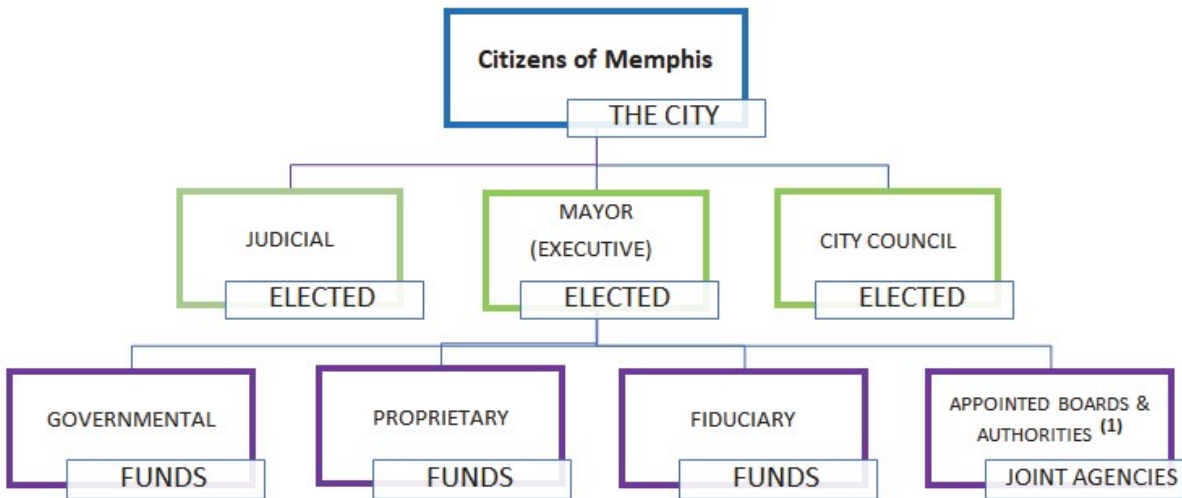 Citizens of Memphis
THE CITY
JUDICIAL
ELECTED
MAYOR
(EXECUTIVE)
ELECTED
CITY COUNCIL
ELECTED
GOVERNMENTAL
FUNDS
PROPRIETARY
FUNDS
FIDUCIARY
FUNDS
APPOINTED BOARDS &
AUTHORITIES (1)
JOINT AGENCIES